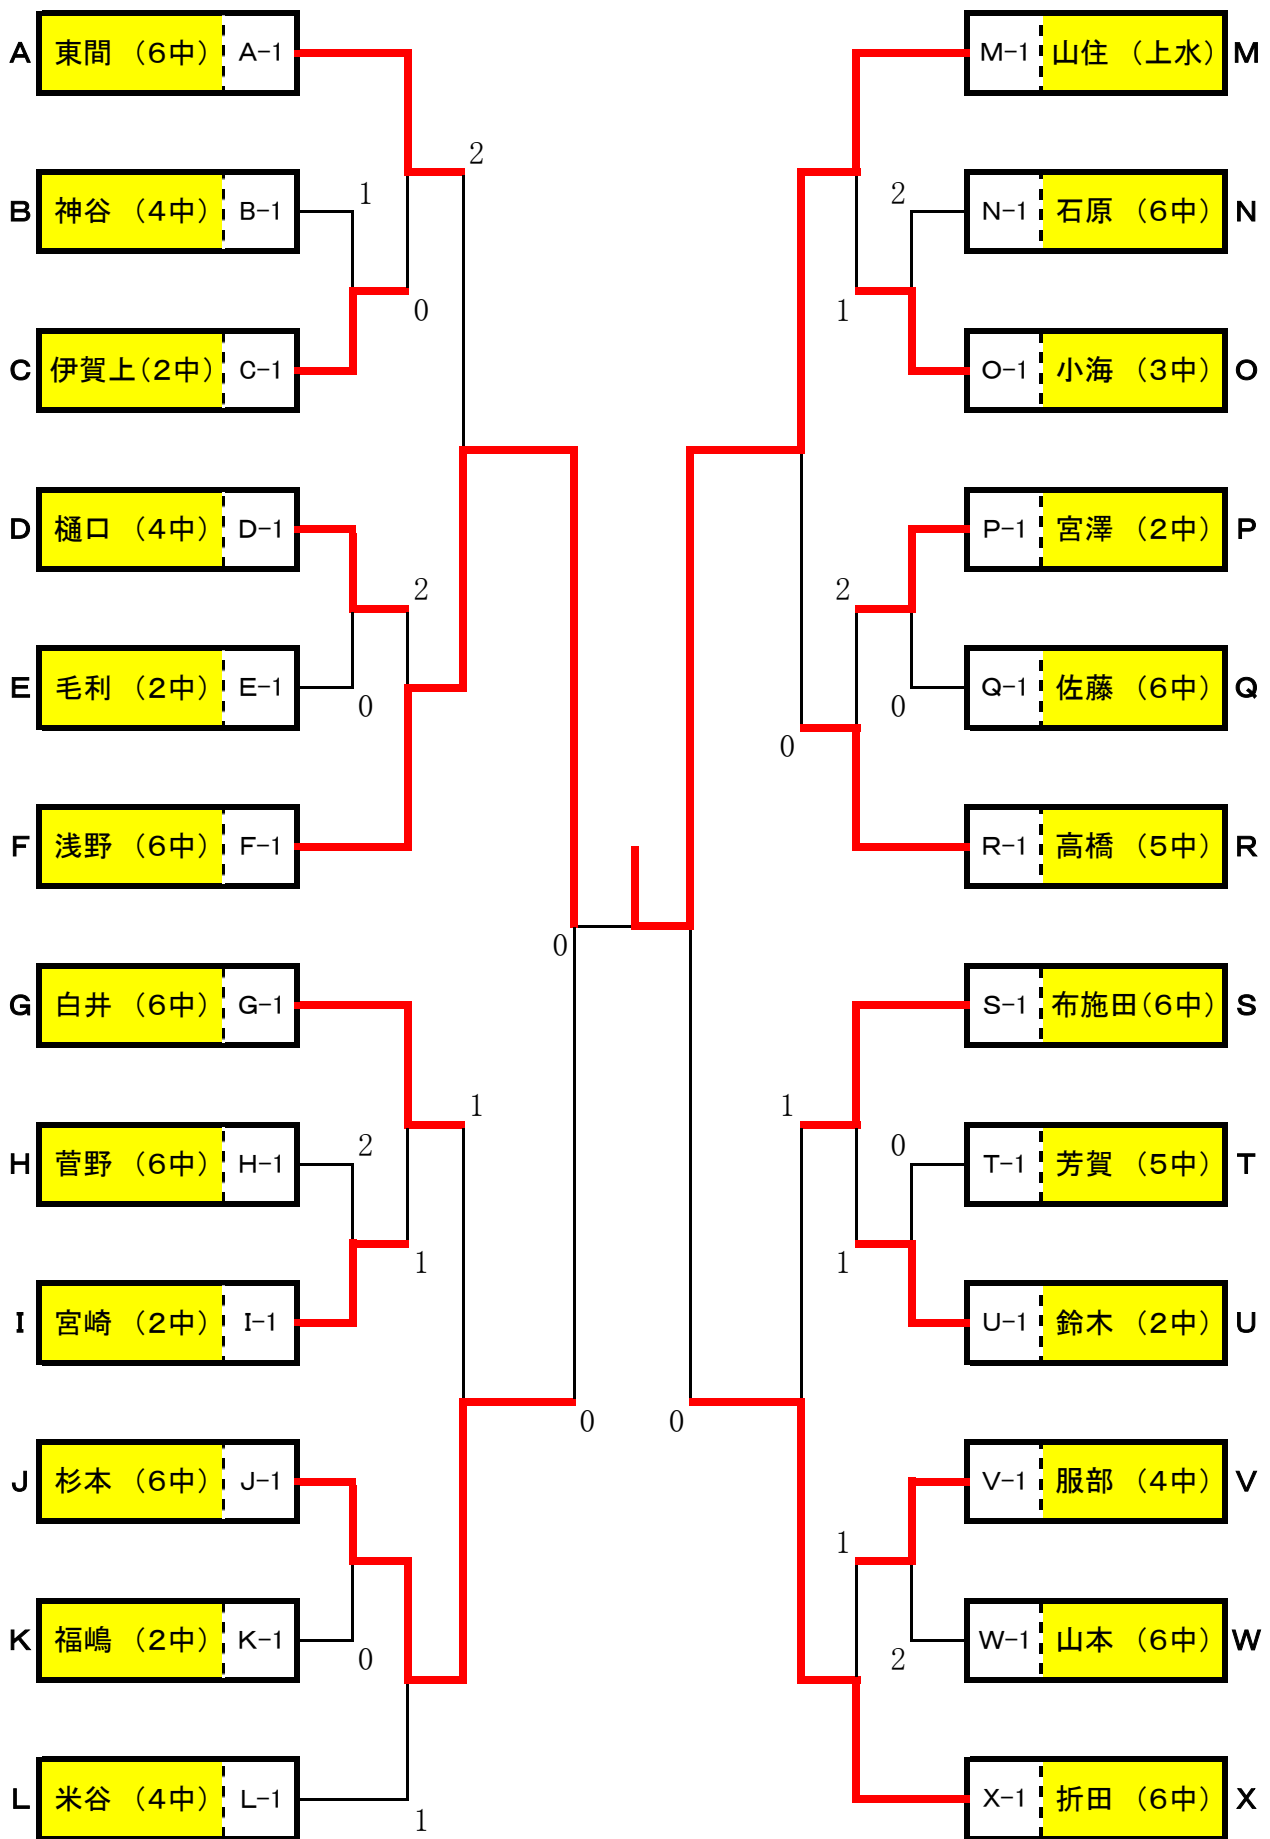 A 東間 （6中） A-1
M-1 山住 （上水） M
2
B 神谷 （4中） B-1 1
2 N-1 石原 （6中） N
0
1
C 伊賀上（2中） C-1
O-1 小海 （3中） O
D 樋口 （4中） D-1
P-1 宮澤 （2中） P
2
2
E 毛利 （2中） E-1
Q-1 佐藤 （6中） Q
0
0
0
F 浅野 （6中） F-1
R-1 高橋 （5中） R
0
G 白井 （6中） G-1
S-1 布施田（6中） S
1
1
H 菅野 （6中） H-1 2
0 T-1 芳賀 （5中） T
1
1
I 宮崎 （2中） I-1
U-1 鈴木 （2中） U
0
0
J 杉本 （6中） J-1
V-1 服部 （4中） V
1
K 福嶋 （2中） K-1 0
2 W-1 山本 （6中） W
L 米谷 （4中） L-1 1
X-1 折田 （6中） X